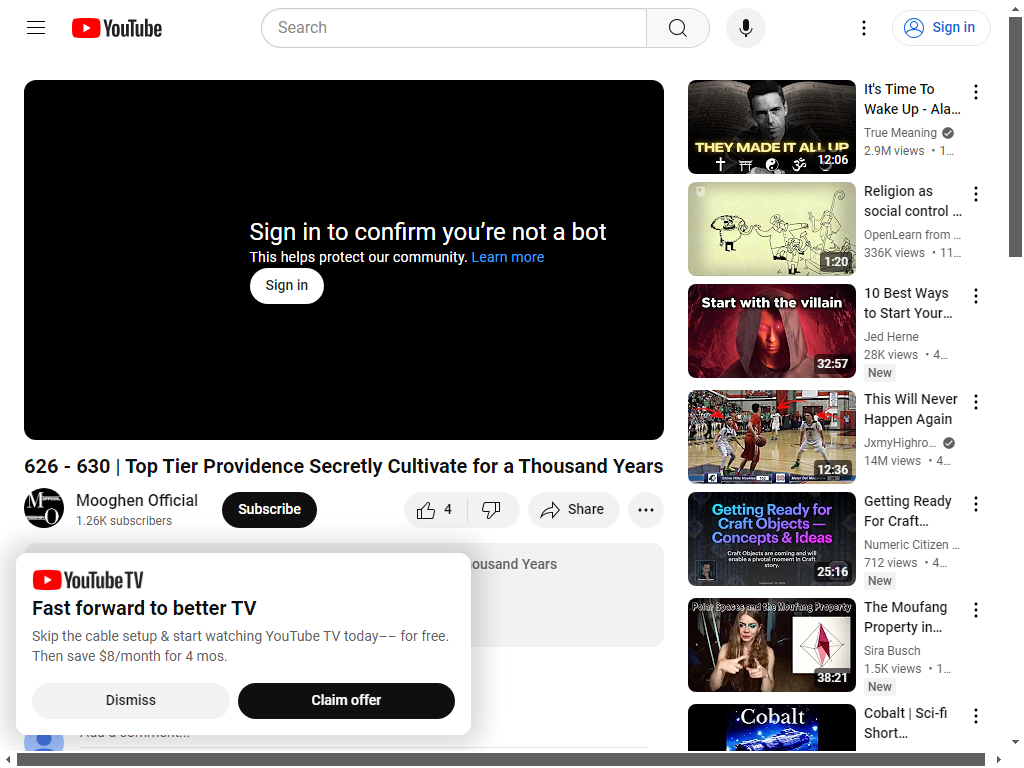 YouTube
Search
Sign in
Sign in to confirm you’re not a bot
This helps protect our community. Learn more
Sign in
626 - 630 | Top Tier Providence Secretly Cultivate for a Thousand Years
Mooghen Official
1.26K subscribers
Subscribe
4
Share
ousand Years
YouTube TV
Fast forward to better TV
Skip the cable setup & start watching YouTube TV today–– for free.
Then save $8/month for 4 mos.
Dismiss
Claim offer
THEY MADE IT ALL UP
12:06
It's Time To
Wake Up - Ala…
True Meaning
2.9M views • 1…
1:20
Religion as
social control …
OpenLearn from …
336K views • 11…
Start with the villain
32:57
10 Best Ways
to Start Your…
Jed Herne
28K views • 4…
New
12:36
This Will Never
Happen Again
JxmyHighro…
14M views • 4…
Getting Ready for
Craft Objects —
Concepts & Ideas
Craft Objects are coming and will
enable a pivotal moment in Craft
story.
25:16
Getting Ready
For Craft…
Numeric Citizen …
712 views • 4…
New
Polar Spaces and the Moufang Property
38:21
The Moufang
Property in…
Sira Busch
1.5K views • 1…
New
Cobalt
Cobalt | Sci-fi
Short…